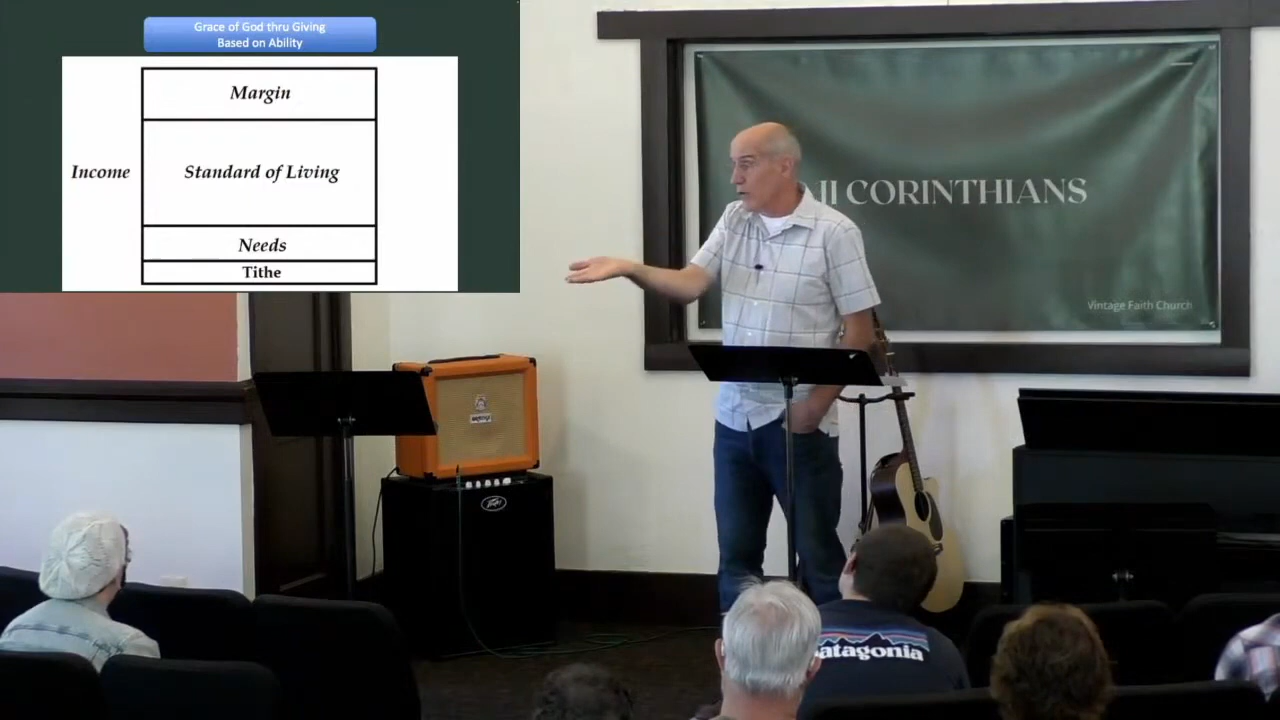 Grace of God thru Giving
Based on Ability
Margin
Income
Standard of Living
Needs
Tithe
II CORINTHIANS
Vintage Faith Church
PEAVEY
patagonia